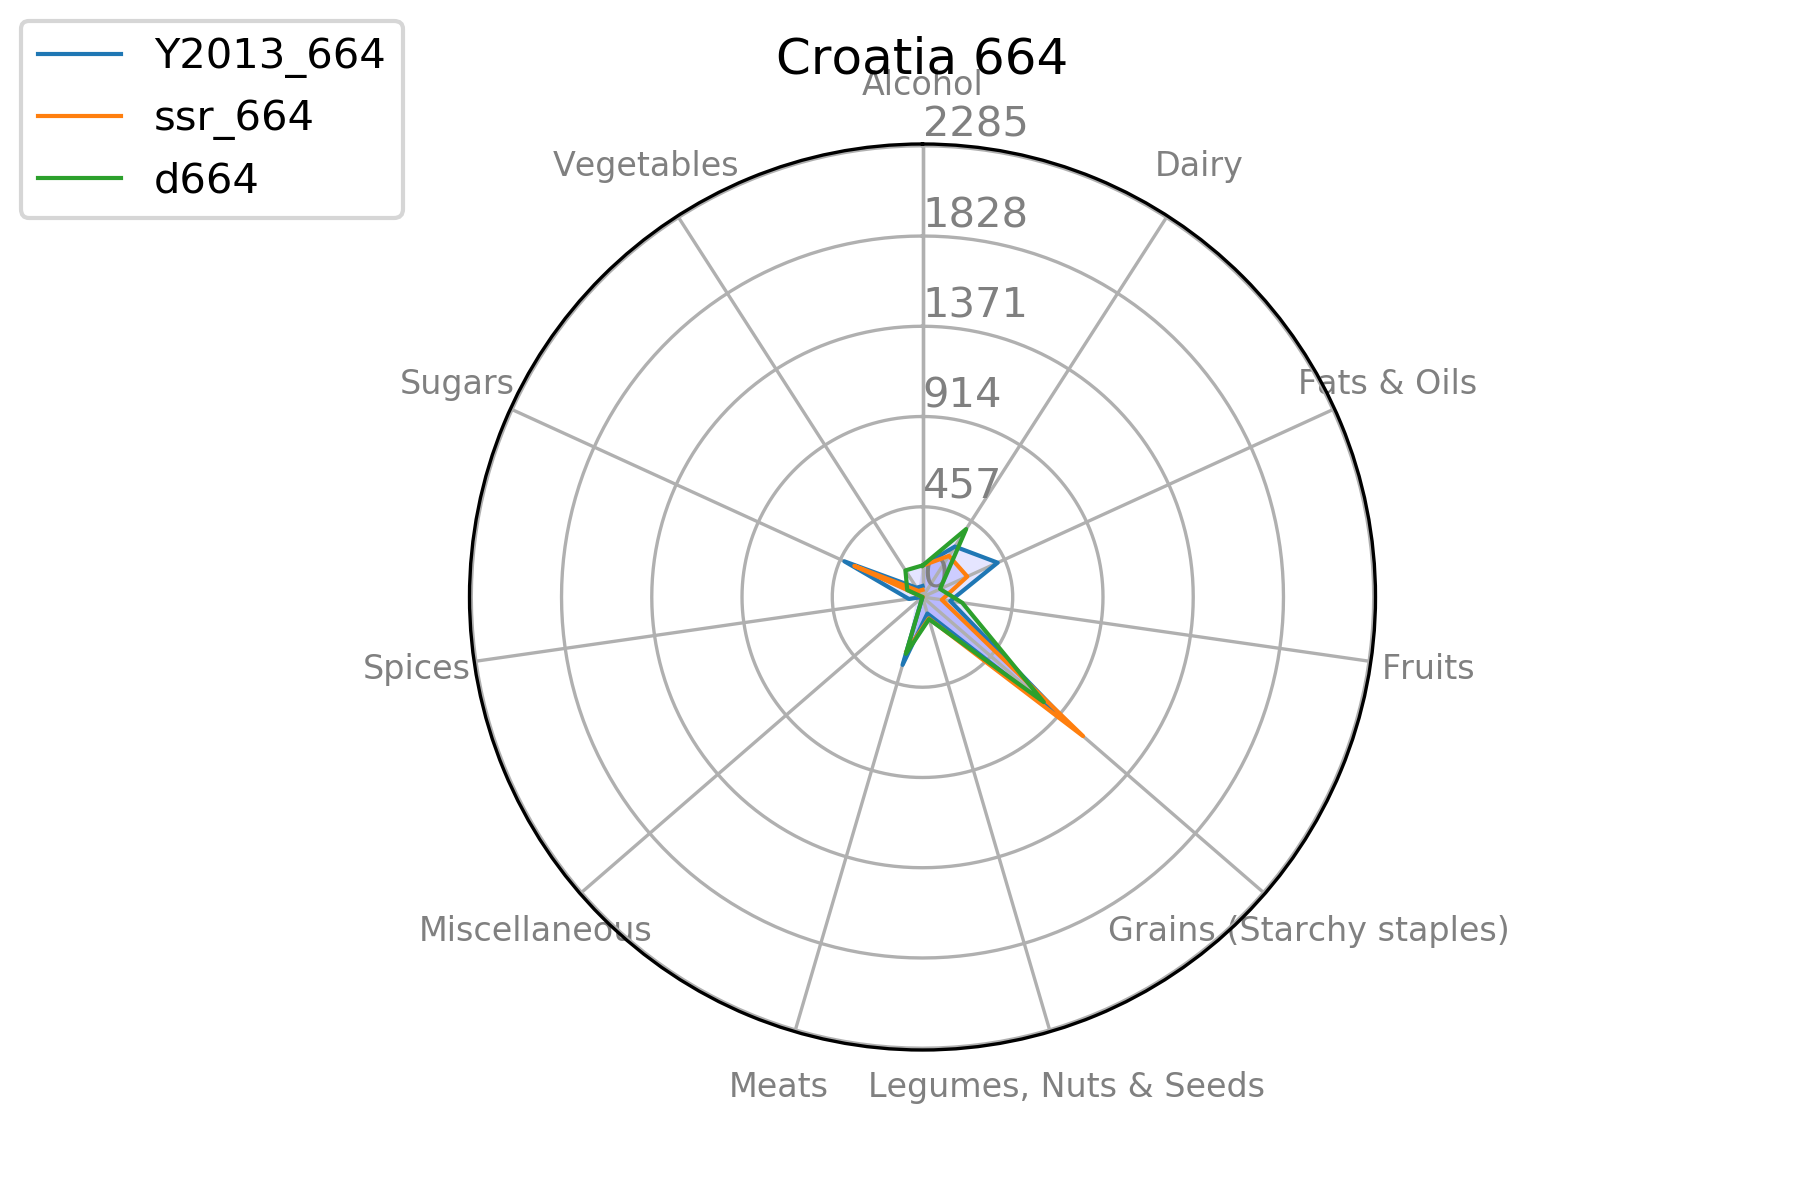 Y2013_664
ssr_664
d664
Croatia 664
Alcohol
2285
Vegetables
Dairy
1828
1371
Sugars
Fats & Oils
914
457
0
Spices
Fruits
Miscellaneous
Grains (Starchy staples)
Meats
Legumes, Nuts & Seeds